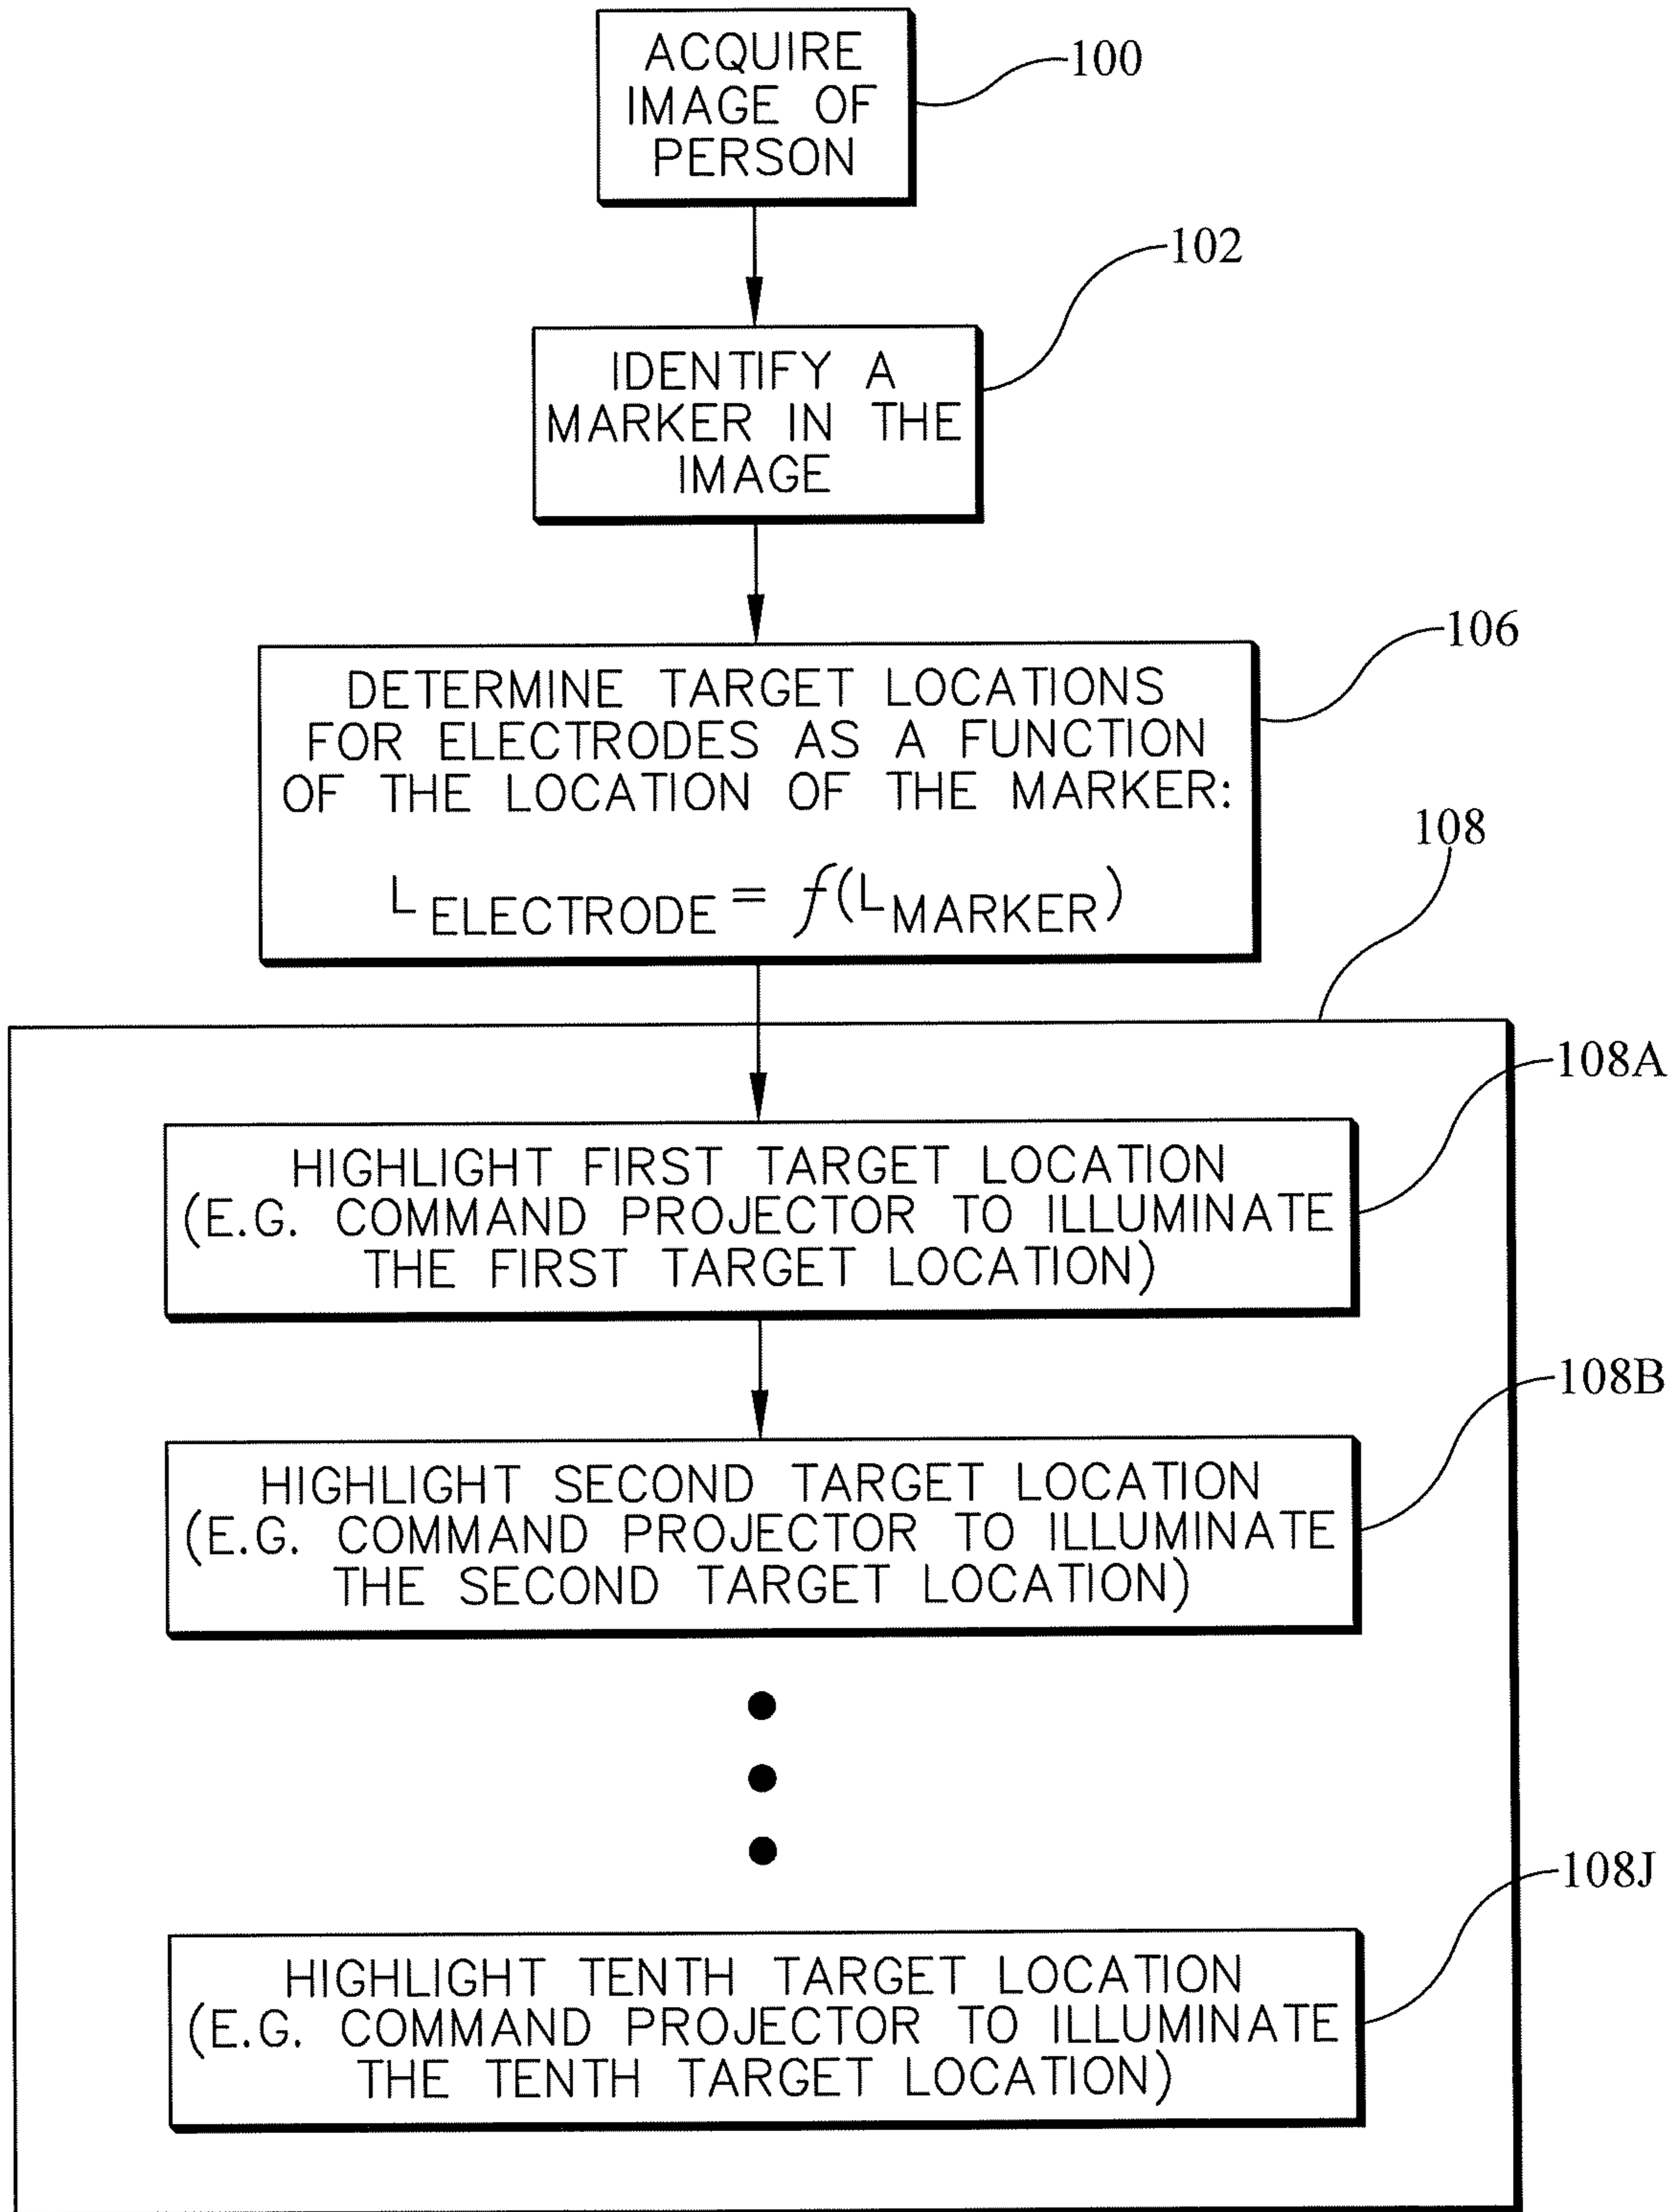 ACQUIRE
IMAGE OF
PERSON
100
102
IDENTIFY A
MARKER IN THE
IMAGE
106
DETERMINE TARGET LOCATIONS
FOR ELECTRODES AS A FUNCTION
OF THE LOCATION OF THE MARKER:
L ELECTRODE = f(L MARKER)
108
108A
HIGHLIGHT FIRST TARGET LOCATION
(E.G. COMMAND PROJECTOR TO ILLUMINATE
THE FIRST TARGET LOCATION)
108B
HIGHLIGHT SECOND TARGET LOCATION
(E.G. COMMAND PROJECTOR TO ILLUMINATE
THE SECOND TARGET LOCATION)
108J
HIGHLIGHT TENTH TARGET LOCATION
(E.G. COMMAND PROJECTOR TO ILLUMINATE
THE TENTH TARGET LOCATION)